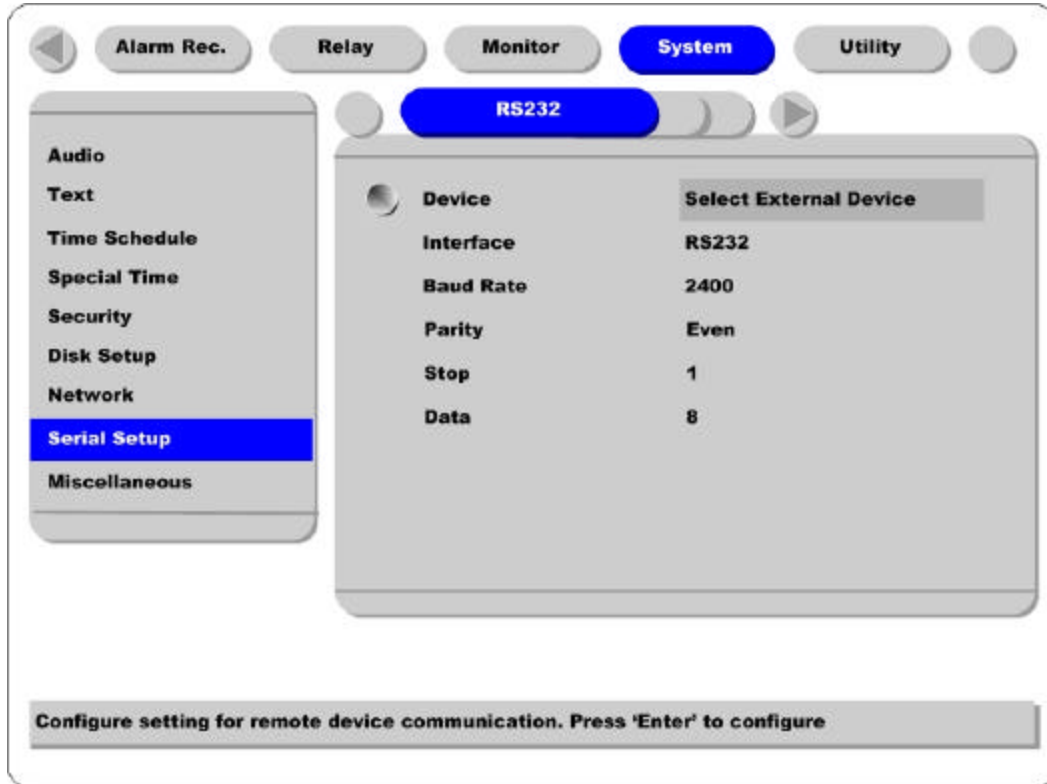 Alarm Rec. Relay Monitor System Utility
RS232
Audio
Text
Time Schedule
Special Time
Security
Disk Setup
Network
Serial Setup
Miscellaneous
Device Select External Device
Interface RS232
Baud Rate 2400
Parity Even
Stop 1
Data 8
Configure setting for remote device communication. Press ‘Enter’ to configure